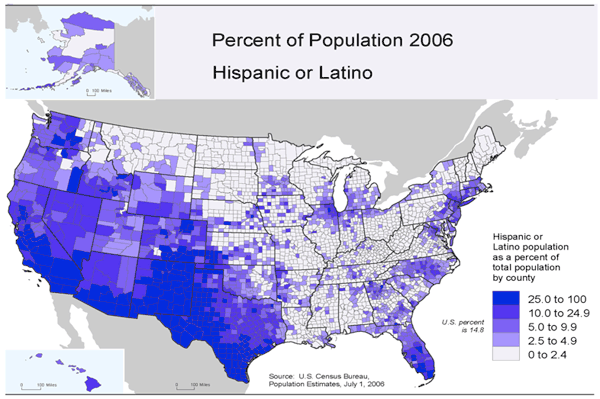 Percent of Population 2006
Hispanic or Latino
0 100 Miles
Hispanic or
Latino population
as a percent of
total population
by county
25.0 to 100
10.0 to 24.9
5.0 to 9.9
2.5 to 4.9
0 to 2.4
U.S. percent
is 14.8
0 100 Miles
0 100 Miles
Source: U.S. Census Bureau,
Population Estimates, July 1, 2006